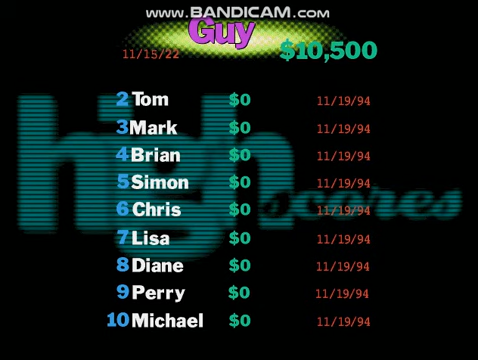 www.BANDICAM.com
Guy
11/15/22 $10,500
2 Tom $0 11/19/94
3 Mark $0 11/19/94
4 Brian $0 11/19/94
5 Simon $0 11/19/94
6 Chris $0 11/19/94
7 Lisa $0 11/19/94
8 Diane $0 11/19/94
9 Perry $0 11/19/94
10 Michael $0 11/19/94
high
scores